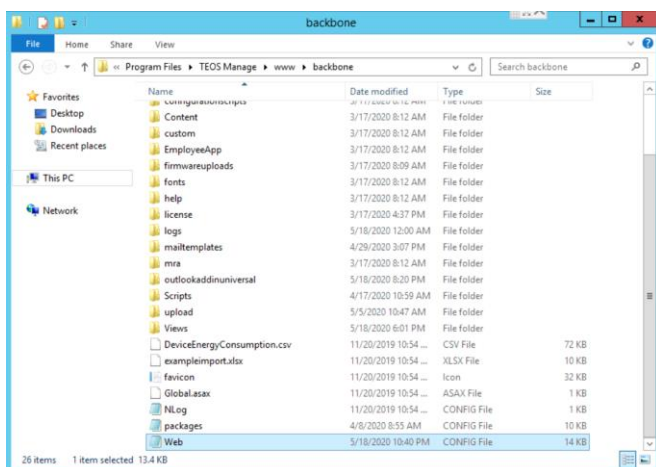 backbone
File Home Share View
« Program Files ▸ TEOS Manage ▸ www ▸ backbone Search backbone
Favorites
Desktop
Downloads
Recent places
This PC
Network
Name Date modified Type Size
Content 3/17/2020 8:12 AM File folder
custom 3/17/2020 8:12 AM File folder
EmployeeApp 3/17/2020 8:12 AM File folder
firmwareuploads 3/17/2020 8:09 AM File folder
fonts 3/17/2020 8:12 AM File folder
help 3/17/2020 8:12 AM File folder
license 3/17/2020 4:37 PM File folder
logs 5/18/2020 12:00 AM File folder
mailtemplates 4/29/2020 3:07 PM File folder
mra 3/17/2020 8:12 AM File folder
outlookaddinuniversal 5/18/2020 8:20 PM File folder
Scripts 4/17/2020 10:59 AM File folder
upload 5/5/2020 10:47 AM File folder
Views 5/18/2020 6:01 PM File folder
DeviceEnergyConsumption.csv 11/20/2019 10:54 ... CSV File 72 KB
exampleimport.xlsx 11/20/2019 10:54 ... XLSX File 10 KB
favicon 11/20/2019 10:54 ... Icon 32 KB
Global.asax 11/20/2019 10:54 ... ASAX File 1 KB
NLog 11/20/2019 10:54 ... CONFIG File 1 KB
packages 4/8/2020 8:55 AM CONFIG File 10 KB
Web 5/18/2020 10:40 PM CONFIG File 14 KB
26 items 1 item selected 13.4 KB